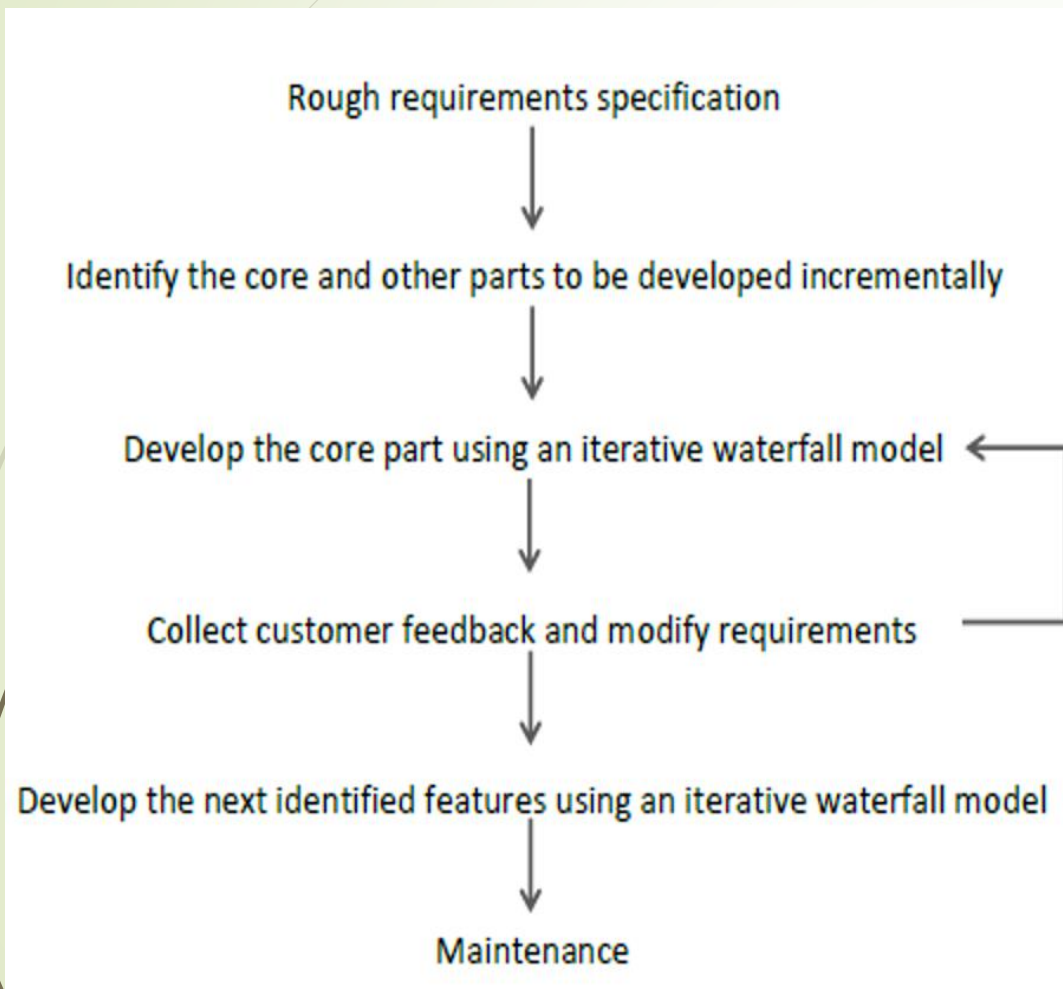 Rough requirements specification
Identify the core and other parts to be developed incrementally
Develop the core part using an iterative waterfall model
Collect customer feedback and modify requirements
Develop the next identified features using an iterative waterfall model
Maintenance